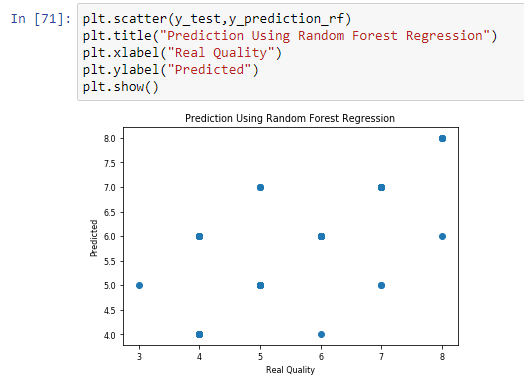 In [71]: plt.scatter(y_test,y_prediction_rf)
plt.title("Prediction Using Random Forest Regression")
plt.xlabel("Real Quality")
plt.ylabel("Predicted")
plt.show()
Prediction Using Random Forest Regression
8.0
7.5
7.0
6.5
6.0
5.5
5.0
4.5
4.0
Predicted
3 4 5 6 7 8
Real Quality